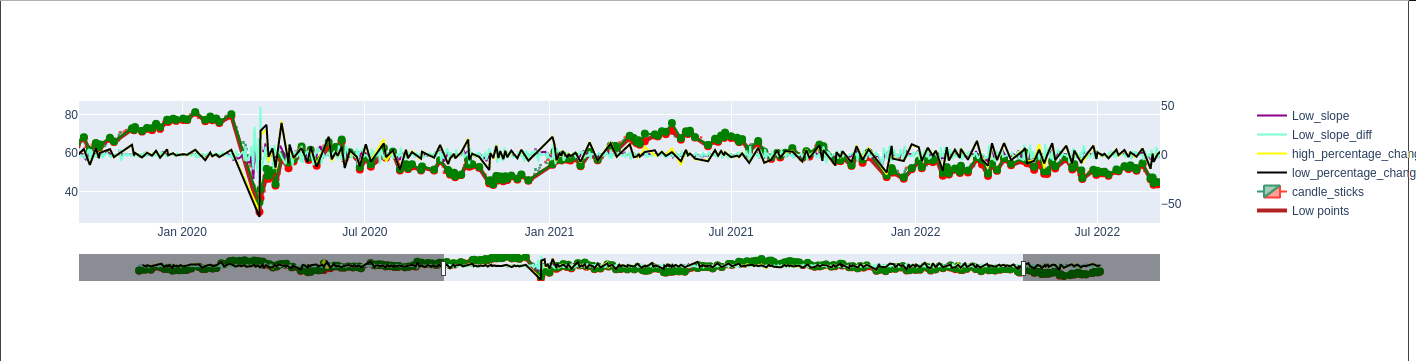 80
60
40
50
0
−50
Jan 2020
Jul 2020
Jan 2021
Jul 2021
Jan 2022
Jul 2022
Low_slope
Low_slope_diff
high_percentage_chang
low_percentage_chang
candle_sticks
Low points